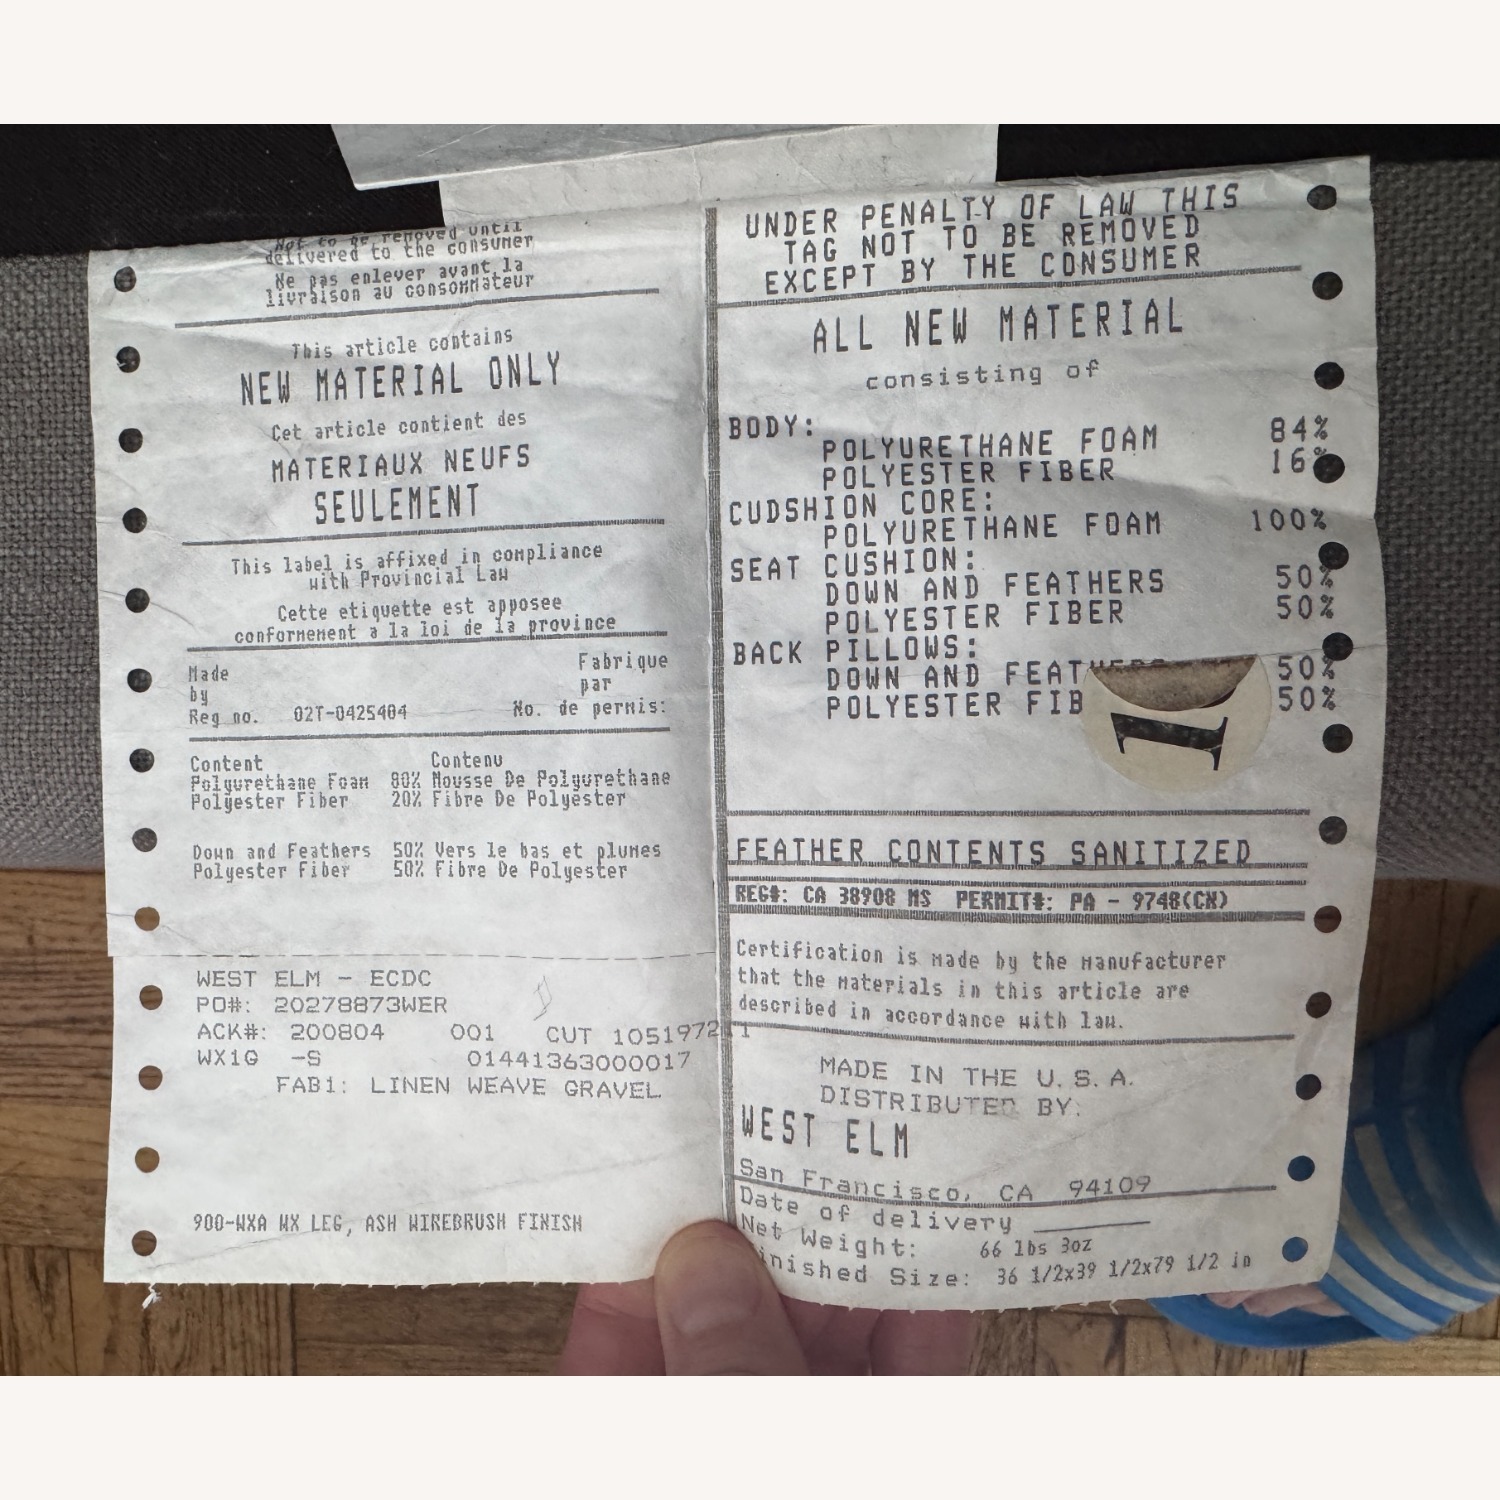 Not to be removed until
delivered to the consumer
Ne pas enlever avant la
livraison au consommateur
This article contains
NEW MATERIAL ONLY
Cet article contient des
MATERIAUX NEUFS
SEULEMENT
This label is affixed in compliance
with Provincial Law
Cette etiquette est apposee
conformement a la loi de la province
Made Fabrique
by par
Reg no. 02T-0425404 No. de permis:
Content Contenu
Polyurethane Foam 80% Mousse De Polyurethane
Polyester Fiber 20% Fibre De Polyester
Down and Feathers 50% Vers le bas et plumes
Polyester Fiber 50% Fibre De Polyester
WEST ELM - ECDC
PO#: 20278873WER
ACK#: 200804 001 CUT 1051972 1
WX1G -S 01441363000017
FAB1: LINEN WEAVE GRAVEL
900-WXA WX LEG, ASH WIREBRUSH FINISH
UNDER PENALTY OF LAW THIS
TAG NOT TO BE REMOVED
EXCEPT BY THE CONSUMER
ALL NEW MATERIAL
consisting of
BODY:
POLYURETHANE FOAM 84%
POLYESTER FIBER 16%
CUDSHION CORE:
POLYURETHANE FOAM 100%
SEAT CUSHION:
DOWN AND FEATHERS 50%
POLYESTER FIBER 50%
BACK PILLOWS:
DOWN AND FEATHERS 50%
POLYESTER FIB 50%
1
FEATHER CONTENTS SANITIZED
REG#: CA 38908 MS PERMIT#: PA - 9748(CN)
Certification is made by the manufacturer
that the materials in this article are
described in accordance with law.
MADE IN THE U.S.A.
DISTRIBUTED BY:
WEST ELM
San Francisco, CA 94109
Date of delivery
Net Weight: 66 lbs 3oz
inished Size: 36 1/2x39 1/2x79 1/2 in